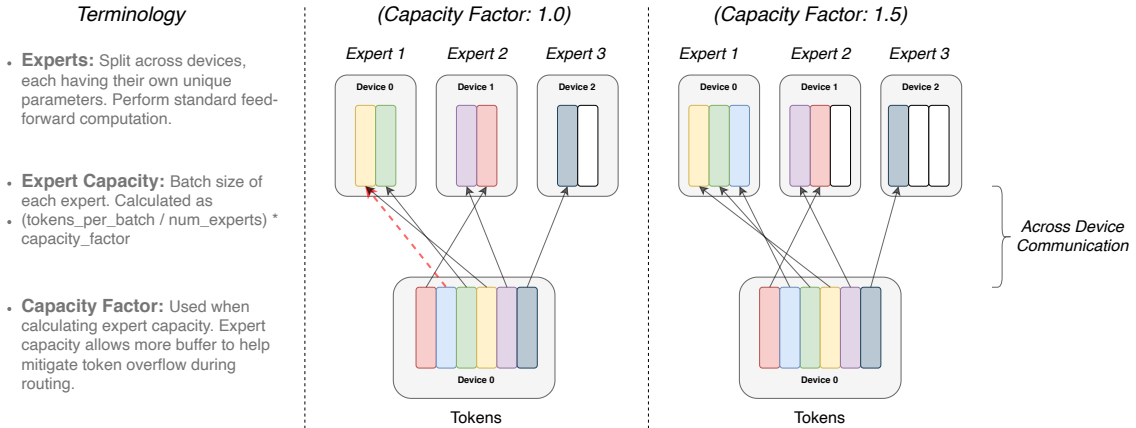 Terminology
• Experts: Split across devices,
each having their own unique
parameters. Perform standard feed-
forward computation.
• Expert Capacity: Batch size of
each expert. Calculated as
• (tokens_per_batch / num_experts) *
capacity_factor
• Capacity Factor: Used when
calculating expert capacity. Expert
capacity allows more buffer to help
mitigate token overflow during
routing.
(Capacity Factor: 1.0)
Expert 1 Expert 2 Expert 3
Device 0 Device 1 Device 2
Device 0
Tokens
(Capacity Factor: 1.5)
Expert 1 Expert 2 Expert 3
Device 0 Device 1 Device 2
Device 0
Tokens
Across Device
Communication